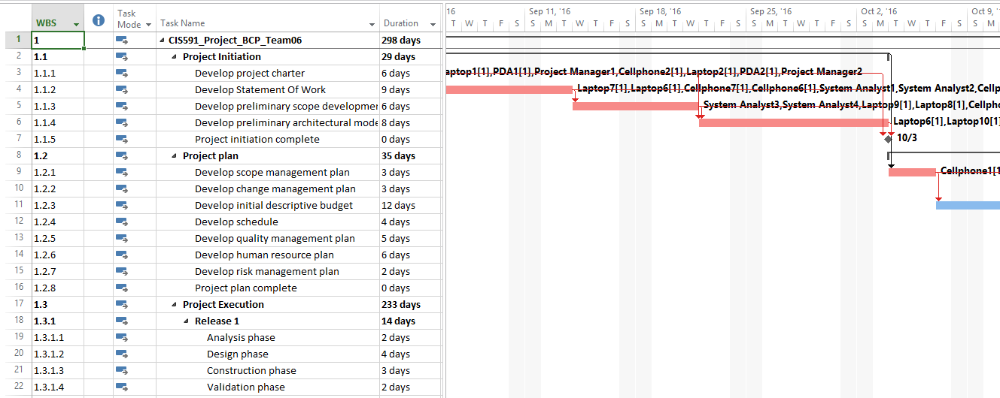 Task
WBS Mode Task Name Duration
16 Sep 11, '16 Sep 18, '16 Sep 25, '16 Oct 2, '16 Oct 9, '1
T W T F S S M T W T F S S M T W T F S S M T W T F S S M T W T F S S M
1 1 CIS591_Project_BCP_Team06 298 days
2 1.1 Project Initiation 29 days
3 1.1.1 Develop project charter 6 days aptop1[1],PDA1[1],Project Manager1,Cellphone2[1],Laptop2[1],PDA2[1],Project Manager2
4 1.1.2 Develop Statement Of Work 9 days Laptop7[1],Laptop6[1],Cellphone7[1],Cellphone6[1],System Analyst1,System Analyst2,Cellp
5 1.1.3 Develop preliminary scope developmen 6 days System Analyst3,System Analyst4,Laptop9[1],Laptop8[1],Cellpho
6 1.1.4 Develop preliminary architectural mode 8 days Laptop6[1],Laptop10[1]
7 1.1.5 Project initiation complete 0 days 10/3
8 1.2 Project plan 35 days
9 1.2.1 Develop scope management plan 3 days Cellphone1[1
10 1.2.2 Develop change management plan 3 days
11 1.2.3 Develop initial descriptive budget 12 days
12 1.2.4 Develop schedule 4 days
13 1.2.5 Develop quality management plan 5 days
14 1.2.6 Develop human resource plan 6 days
15 1.2.7 Develop risk management plan 2 days
16 1.2.8 Project plan complete 0 days
17 1.3 Project Execution 233 days
18 1.3.1 Release 1 14 days
19 1.3.1.1 Analysis phase 2 days
20 1.3.1.2 Design phase 4 days
21 1.3.1.3 Construction phase 3 days
22 1.3.1.4 Validation phase 2 days